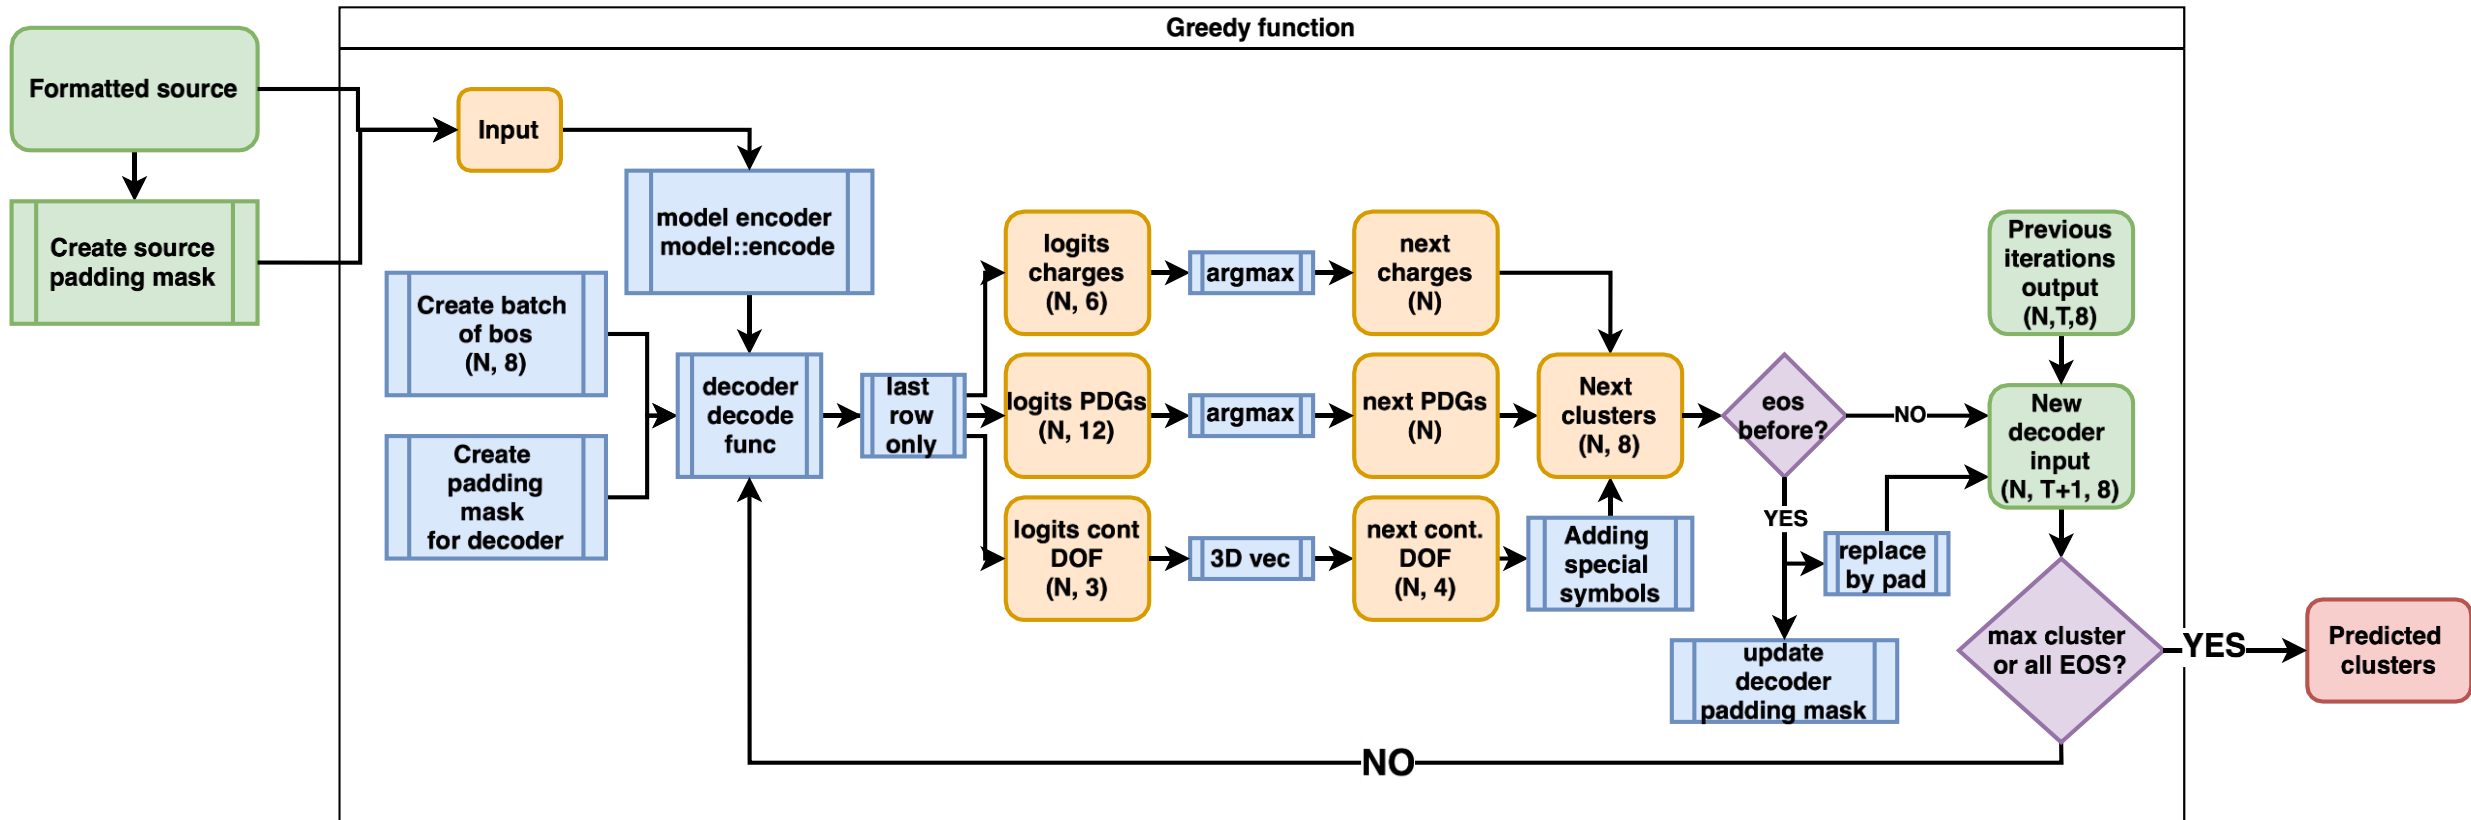 Greedy function
Formatted source
Create source
padding mask
Input
model encoder
model::encode
Create batch
of bos
(N, 8)
Create
padding
mask
for decoder
decoder
decode
func
last
row
only
logits
charges
(N, 6)
argmax
next
charges
(N)
logits PDGs
(N, 12)
argmax
next PDGs
(N)
logits cont
DOF
(N, 3)
3D vec
next cont.
DOF
(N, 4)
Next
clusters
(N, 8)
Adding
special
symbols
eos
before?
NO
YES
replace
by pad
update
decoder
padding mask
Previous
iterations
output
(N,T,8)
New
decoder
input
(N, T+1, 8)
max cluster
or all EOS?
YES
NO
Predicted
clusters